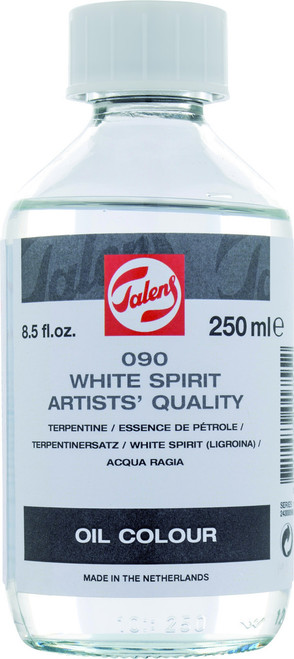 Talens
Talens
8.5 fl.oz.
250 ml e
090
WHITE SPIRIT
ARTISTS' QUALITY
TERPENTINE / ESSENCE DE PÉTROLE /
TERPENTINERSATZ / WHITE SPIRIT (LIGROINA) /
ACQUA RAGIA
OIL COLOUR
MADE IN THE NETHERLANDS